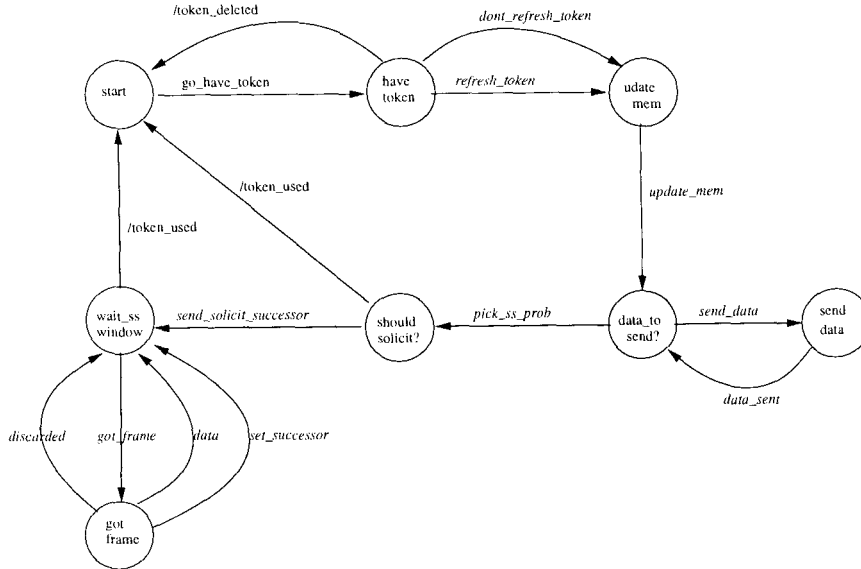 /token_deleted
dont_refresh_token
start
go_have_token
have
token
refresh_token
udate
mem
/token_used
update_mem
/token_used
wait_ss
window
send_solicit_successor
should
solicit?
pick_ss_prob
data_to
send?
send_data
send
data
data_sent
discarded
got_frame
data
set_successor
got
frame